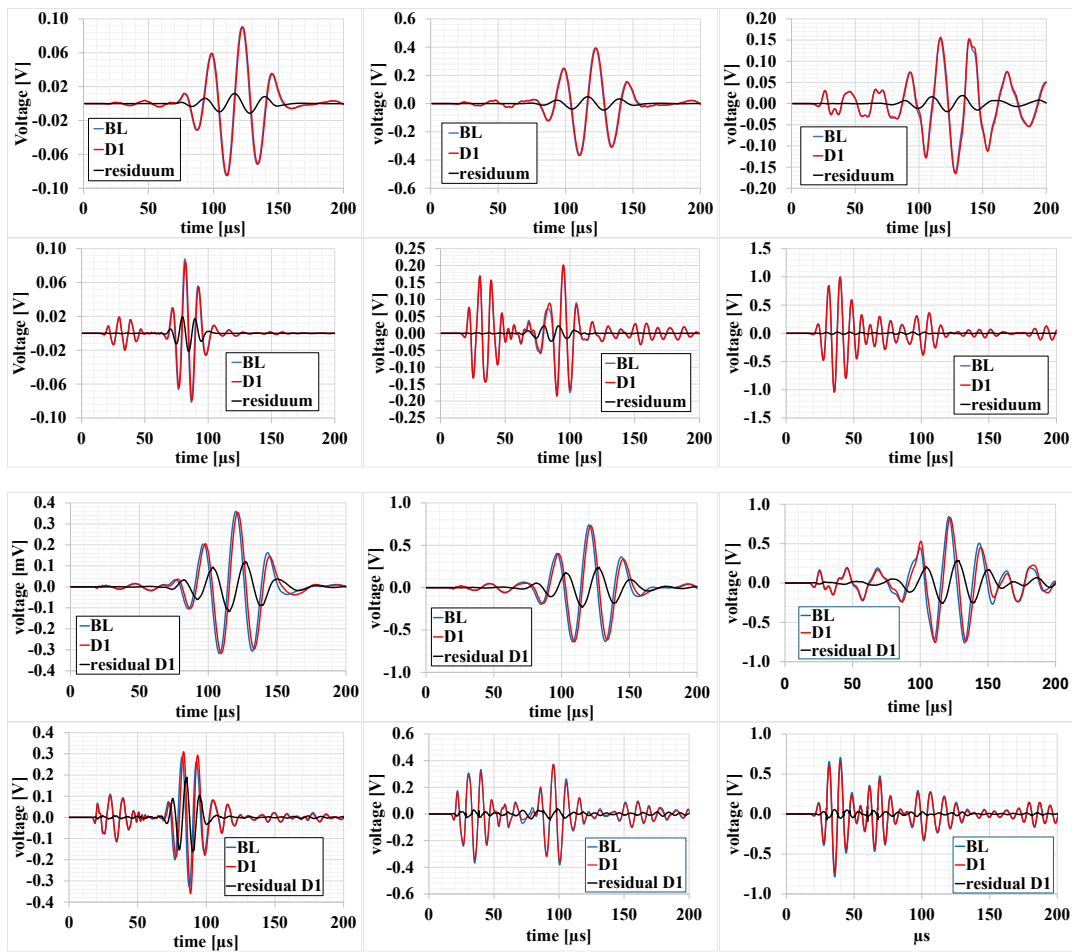 0.10
0.06
0.02
-0.02
-0.06
-0.10
Voltage [V]
BL
D1
residuum
0 50 100 150 200
time [µs]
0.6
0.4
0.2
0.0
-0.2
-0.4
-0.6
voltage [V]
BL
D1
residuum
0 50 100 150 200
time [µs]
0.20
0.15
0.10
0.05
0.00
-0.05
-0.10
-0.15
-0.20
voltage [V]
BL
D1
residuum
0 50 100 150 200
time [µs]
0.10
0.06
0.02
-0.02
-0.06
-0.10
Voltage [V]
BL
D1
residuum
0 50 100 150 200
time [µs]
0.25
0.20
0.15
0.10
0.05
0.00
-0.05
-0.10
-0.15
-0.20
-0.25
voltage [V]
BL
D1
residuum
0 50 100 150 200
time [µs]
1.5
1.0
0.5
0.0
-0.5
-1.0
-1.5
voltage [V]
BL
D1
residuum
0 50 100 150 200
time [µs]
0.4
0.3
0.2
0.1
0.0
-0.1
-0.2
-0.3
-0.4
voltage [mV]
BL
D1
residual D1
0 50 100 150 200
time [µs]
1.0
0.5
0.0
-0.5
-1.0
voltage [V]
BL
D1
residual D1
0 50 100 150 200
time [µs]
1.0
0.5
0.0
-0.5
-1.0
voltage [V]
BL
D1
residual D1
0 50 100 150 200
time [µs]
0.4
0.3
0.2
0.1
0.0
-0.1
-0.2
-0.3
-0.4
voltage [V]
BL
D1
residual D1
0 50 100 150 200
time [µs]
0.6
0.4
0.2
0.0
-0.2
-0.4
-0.6
voltage [V]
BL
D1
residual D1
0 50 100 150 200
time [µs]
1.0
0.5
0.0
-0.5
-1.0
voltage [V]
BL
D1
residual D1
0 50 100 150 200
µs